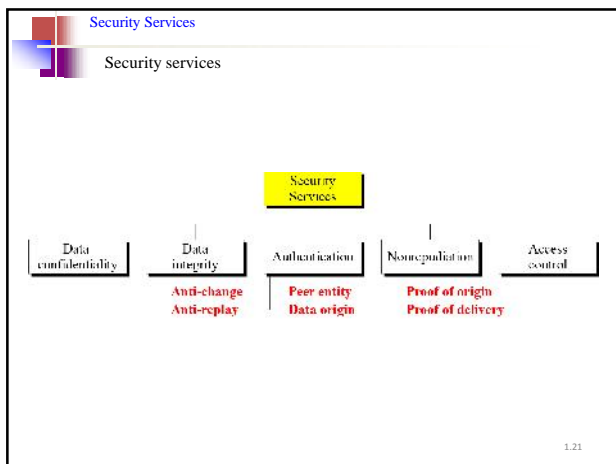 Security Services
Security services
Security
Services
Data
confidentiality
Data
integrity
Authentication
Nonrepudiation
Access
control
Anti-change
Anti-replay
Peer entity
Data origin
Proof of origin
Proof of delivery
1.21